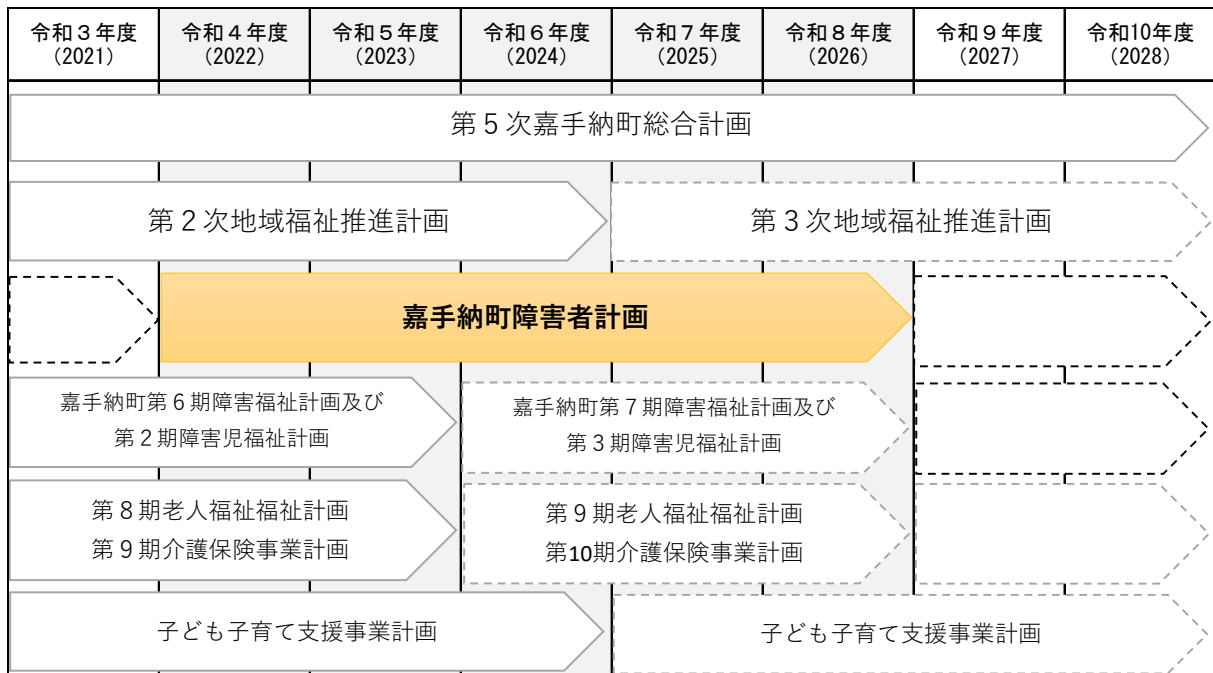 令和３年度 令和４年度 令和５年度 令和６年度 令和７年度 令和８年度 令和９年度 令和10年度
（2021） （2022） （2023） （2024） （2025） （2026） （2027） （2028）
第５次嘉手納町総合計画
第２次地域福祉推進計画
第３次地域福祉推進計画
嘉手納町障害者計画
嘉手納町第６期障害福祉計画及び
第２期障害児福祉計画
嘉手納町第７期障害福祉計画及び
第３期障害児福祉計画
第８期老人福祉福祉計画
第９期介護保険事業計画
第９期老人福祉福祉計画
第10期介護保険事業計画
子ども子育て支援事業計画
子ども子育て支援事業計画